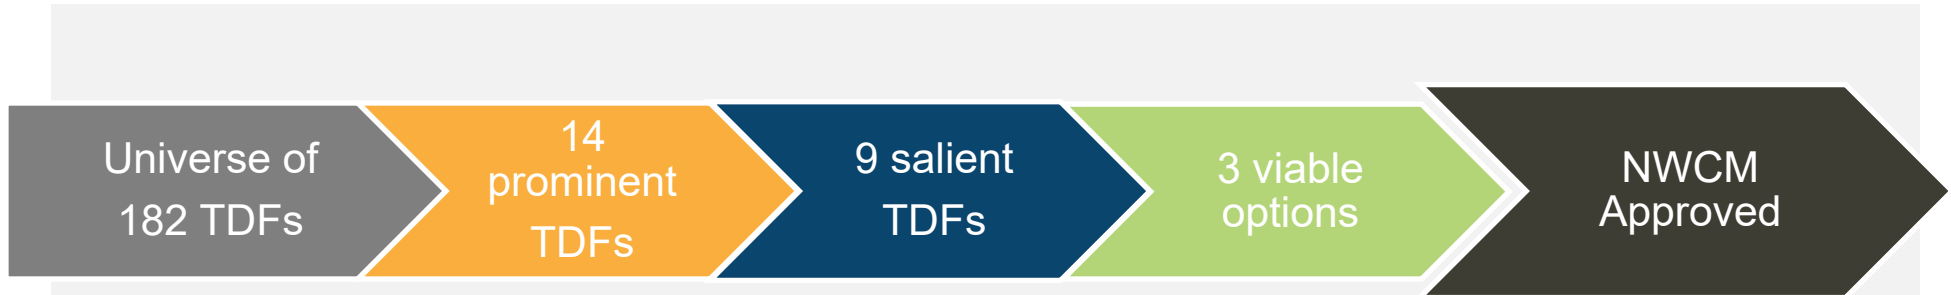 Universe of
182 TDFs
14
prominent
TDFs
9 salient
TDFs
3 viable
options
NWCM
Approved